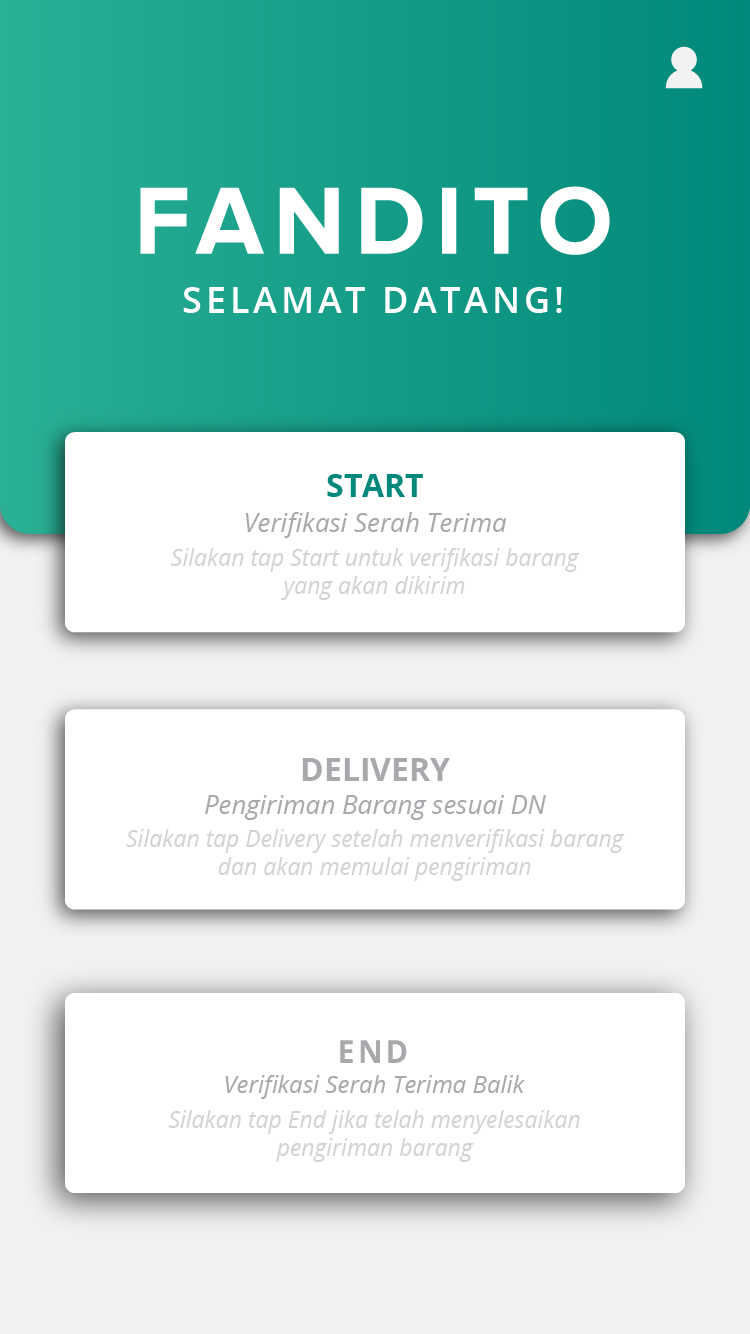 FANDITO
SELAMAT DATANG!
START
Verifikasi Serah Terima
Silakan tap Start untuk verifikasi barang
yang akan dikirim
DELIVERY
Pengiriman Barang sesuai DN
Silakan tap Delivery setelah menverifikasi barang
dan akan memulai pengiriman
END
Verifikasi Serah Terima Balik
Silakan tap End jika telah menyelesaikan
pengiriman barang